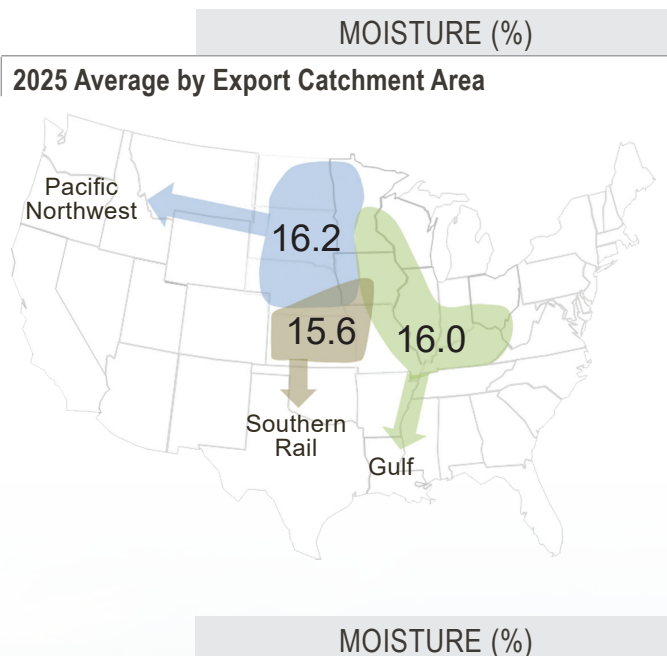 MOISTURE (%)
2025 Average by Export Catchment Area
Pacific
Northwest
16.2
15.6
16.0
Southern
Rail
Gulf
MOISTURE (%)